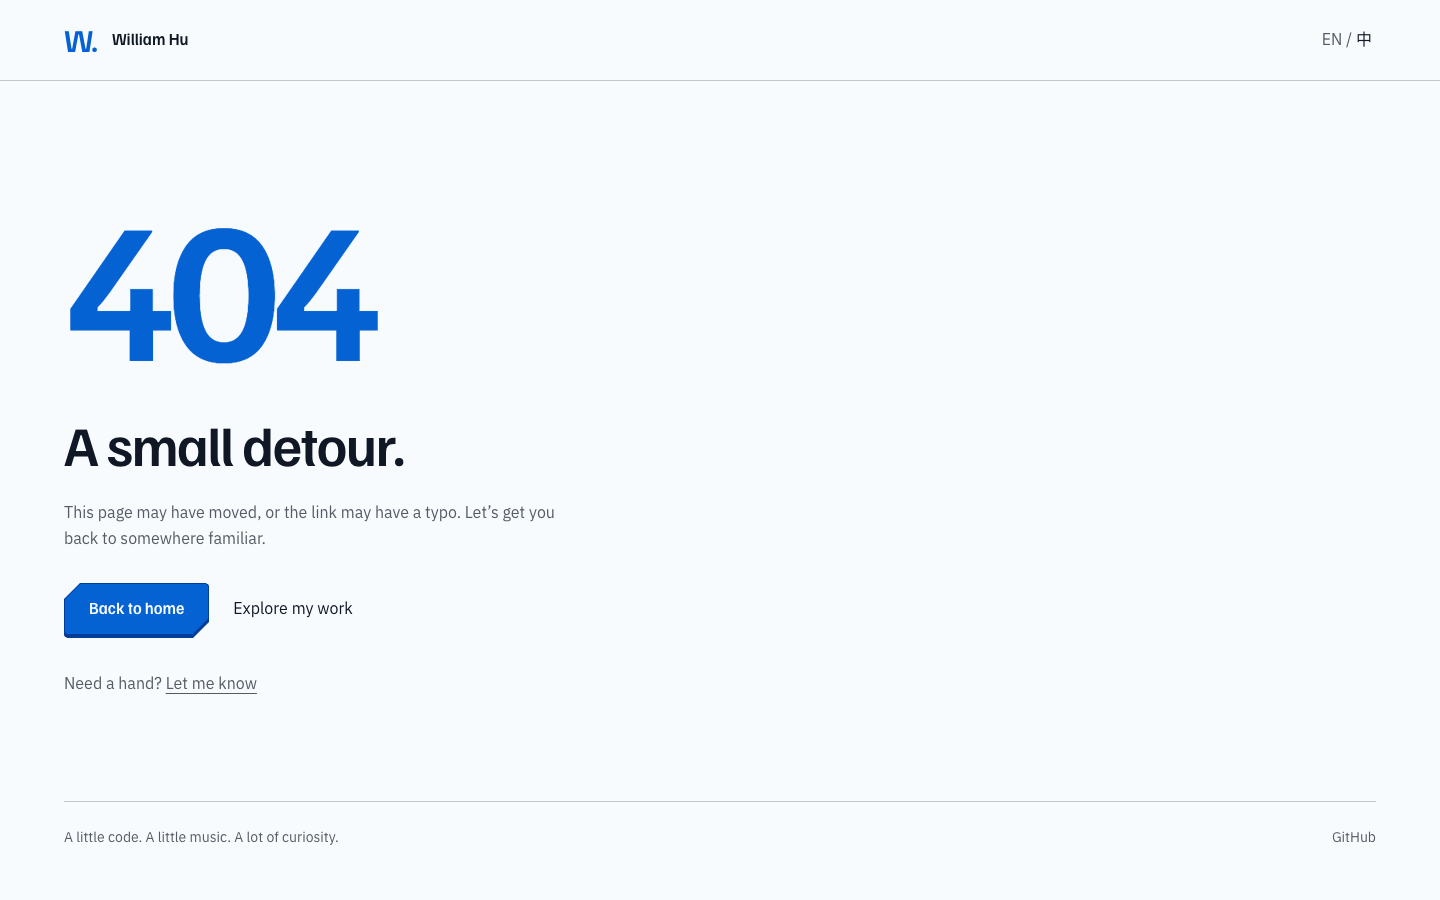 W. William Hu
EN / 中
404
A small detour.
This page may have moved, or the link may have a typo. Let’s get you
back to somewhere familiar.
Back to home
Explore my work
Need a hand? Let me know
A little code. A little music. A lot of curiosity.
GitHub